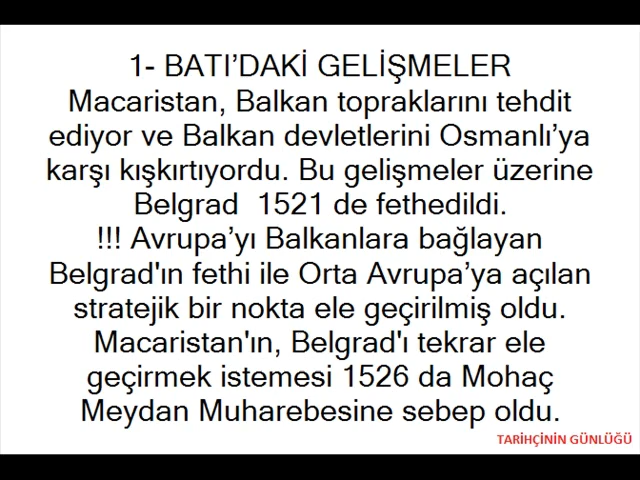 1- BATI’DAKİ GELİŞMELER
Macaristan, Balkan topraklarını tehdit
ediyor ve Balkan devletlerini Osmanlı’ya
karşı kışkırtıyordu. Bu gelişmeler üzerine
Belgrad  1521 de fethedildi.
!!! Avrupa’yı Balkanlara bağlayan
Belgrad'ın fethi ile Orta Avrupa’ya açılan
stratejik bir nokta ele geçirilmiş oldu.
Macaristan'ın, Belgrad'ı tekrar ele
geçirmek istemesi 1526 da Mohaç
Meydan Muharebesine sebep oldu.
TARİHÇİNİN GÜNLÜĞÜ